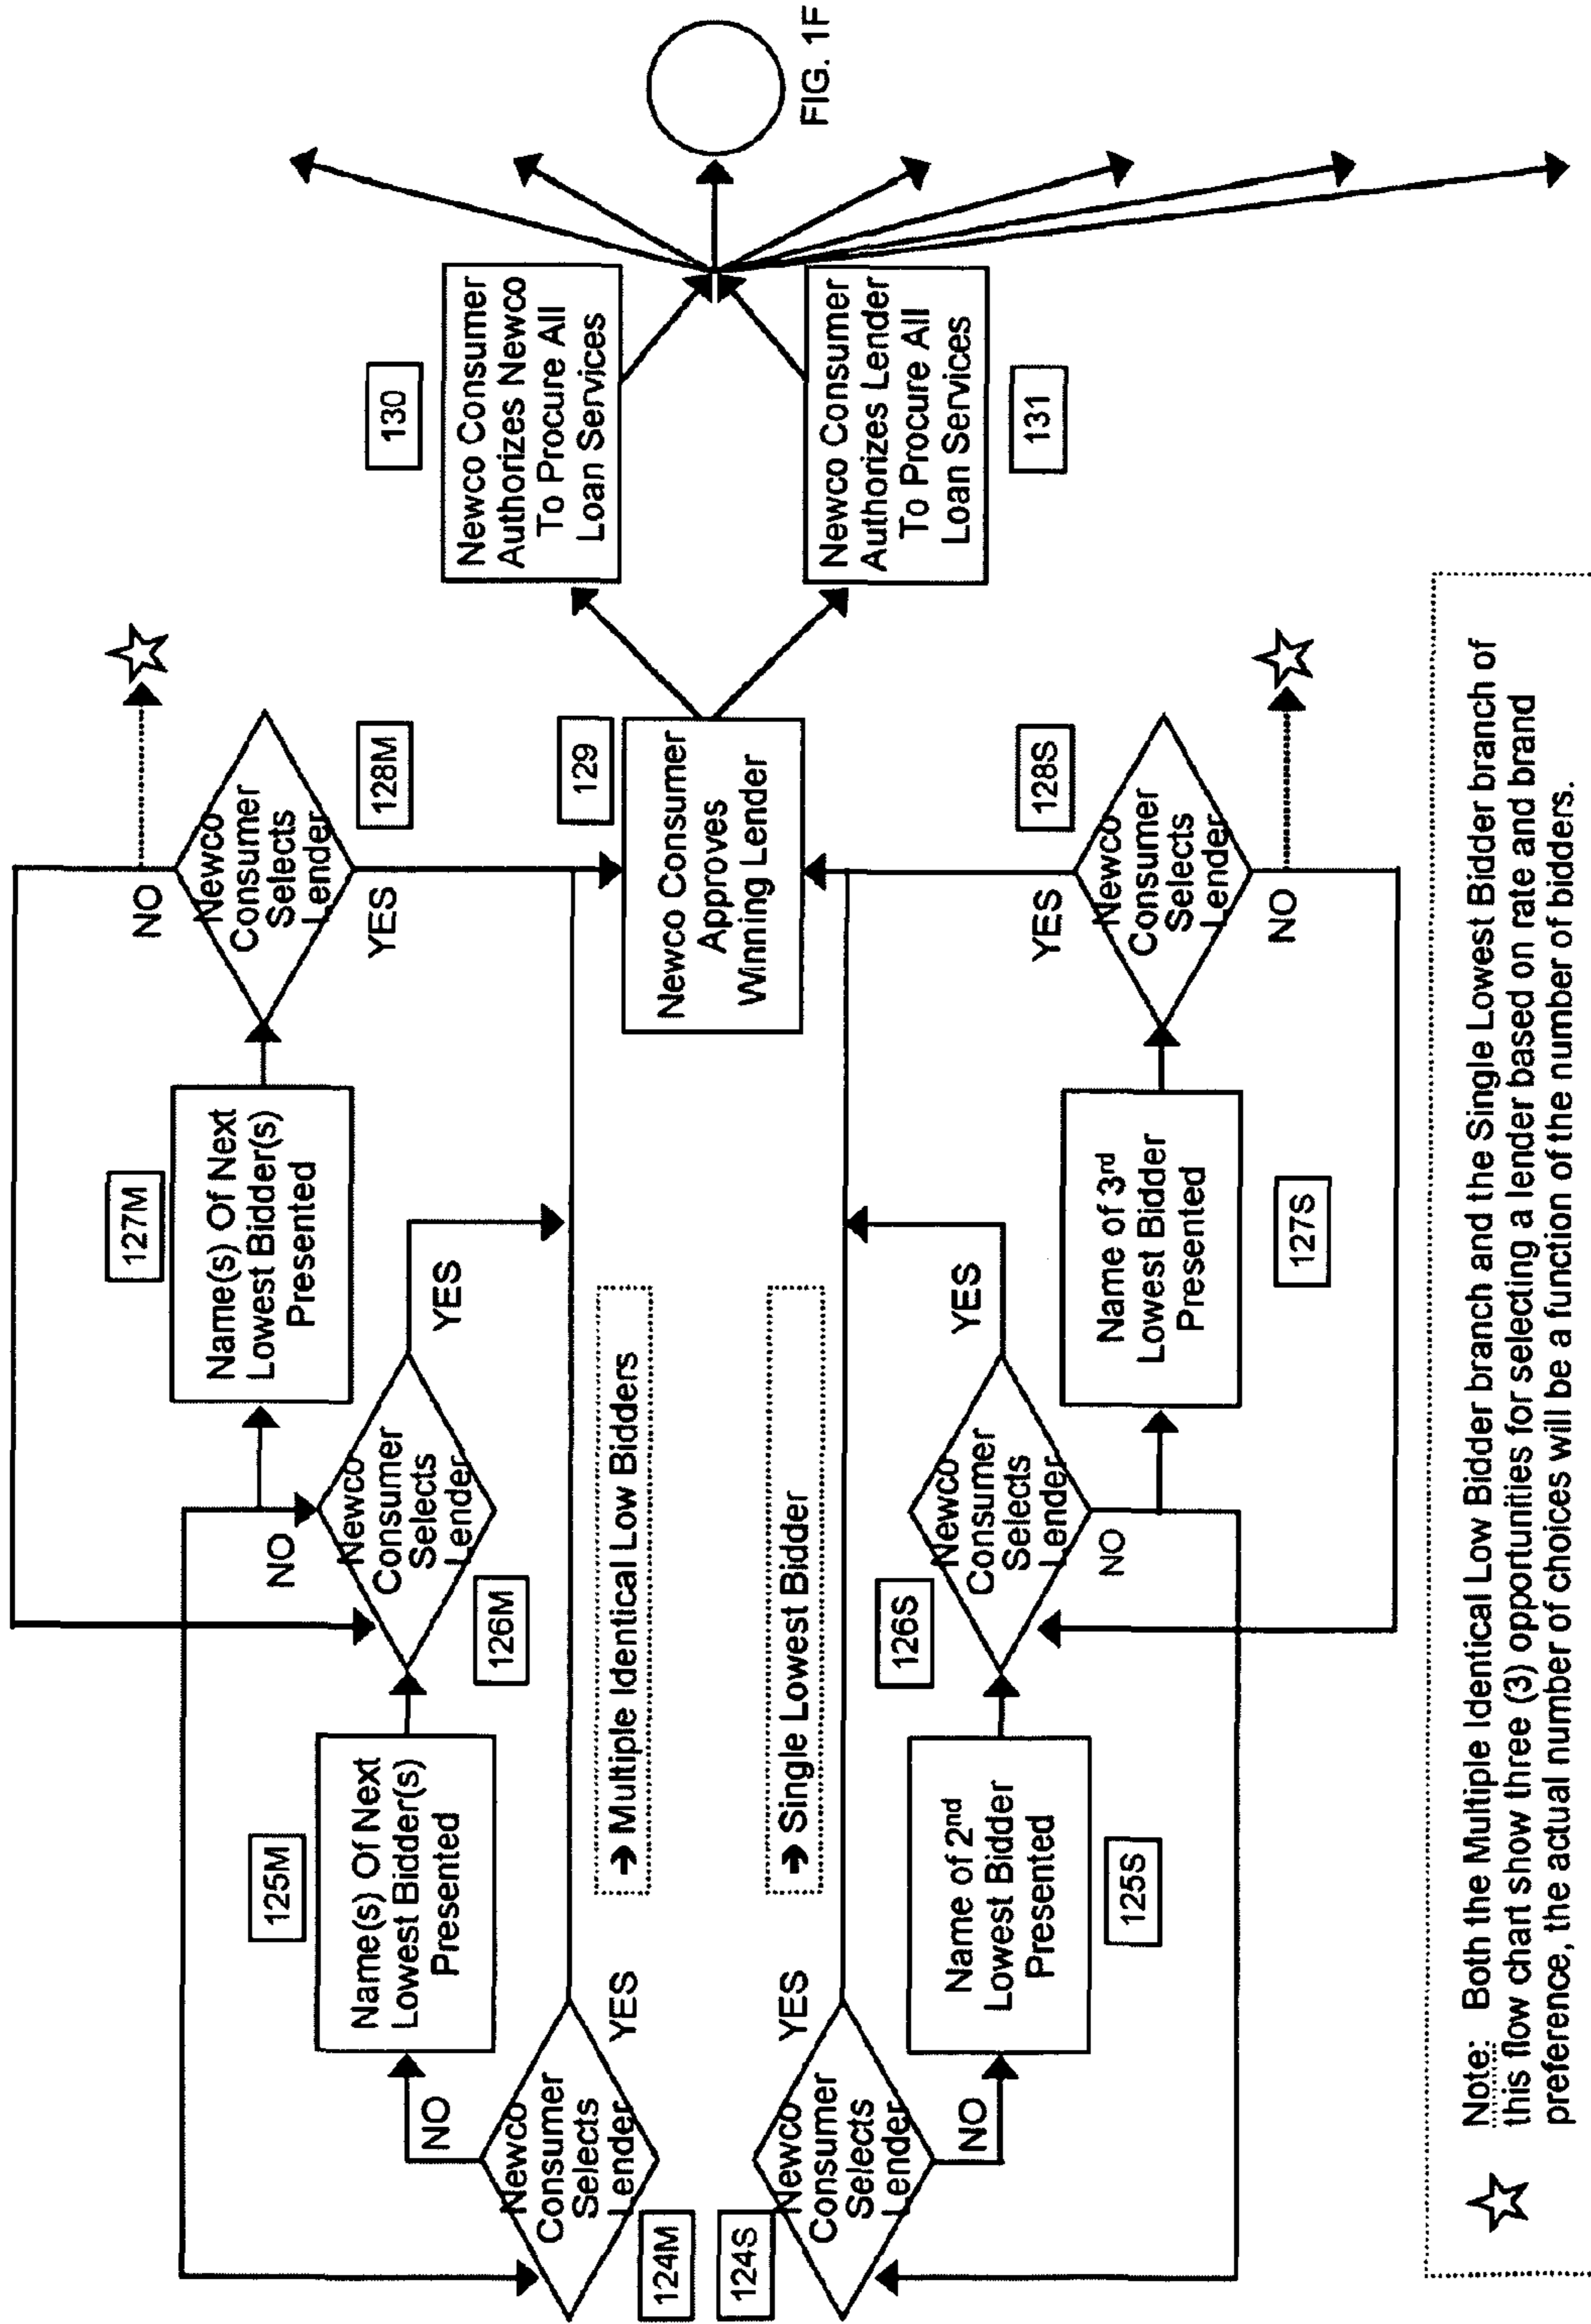 124M
Newco
Consumer
Selects
Lender
NO
YES
125M
Name(s) Of Next
Lowest Bidder(s)
Presented
126M
Newco
Consumer
Selects
Lender
NO
YES
127M
Name(s) Of Next
Lowest Bidder(s)
Presented
128M
Newco
Consumer
Selects
Lender
NO
YES
➔ Multiple Identical Low Bidders
➔ Single Lowest Bidder
124S
Newco
Consumer
Selects
Lender
YES
NO
125S
Name of 2nd
Lowest Bidder
Presented
126S
Newco
Consumer
Selects
Lender
YES
NO
127S
Name of 3rd
Lowest Bidder
Presented
128S
Newco
Consumer
Selects
Lender
YES
NO
129
Newco Consumer
Approves
Winning Lender
130
Newco Consumer
Authorizes Newco
To Procure All
Loan Services
Newco Consumer
Authorizes Lender
To Procure All
Loan Services
131
FIG. 1F
Note: Both the Multiple Identical Low Bidder branch and the Single Lowest Bidder branch of
this flow chart show three (3) opportunities for selecting a lender based on rate and brand
preference, the actual number of choices will be a function of the number of bidders.